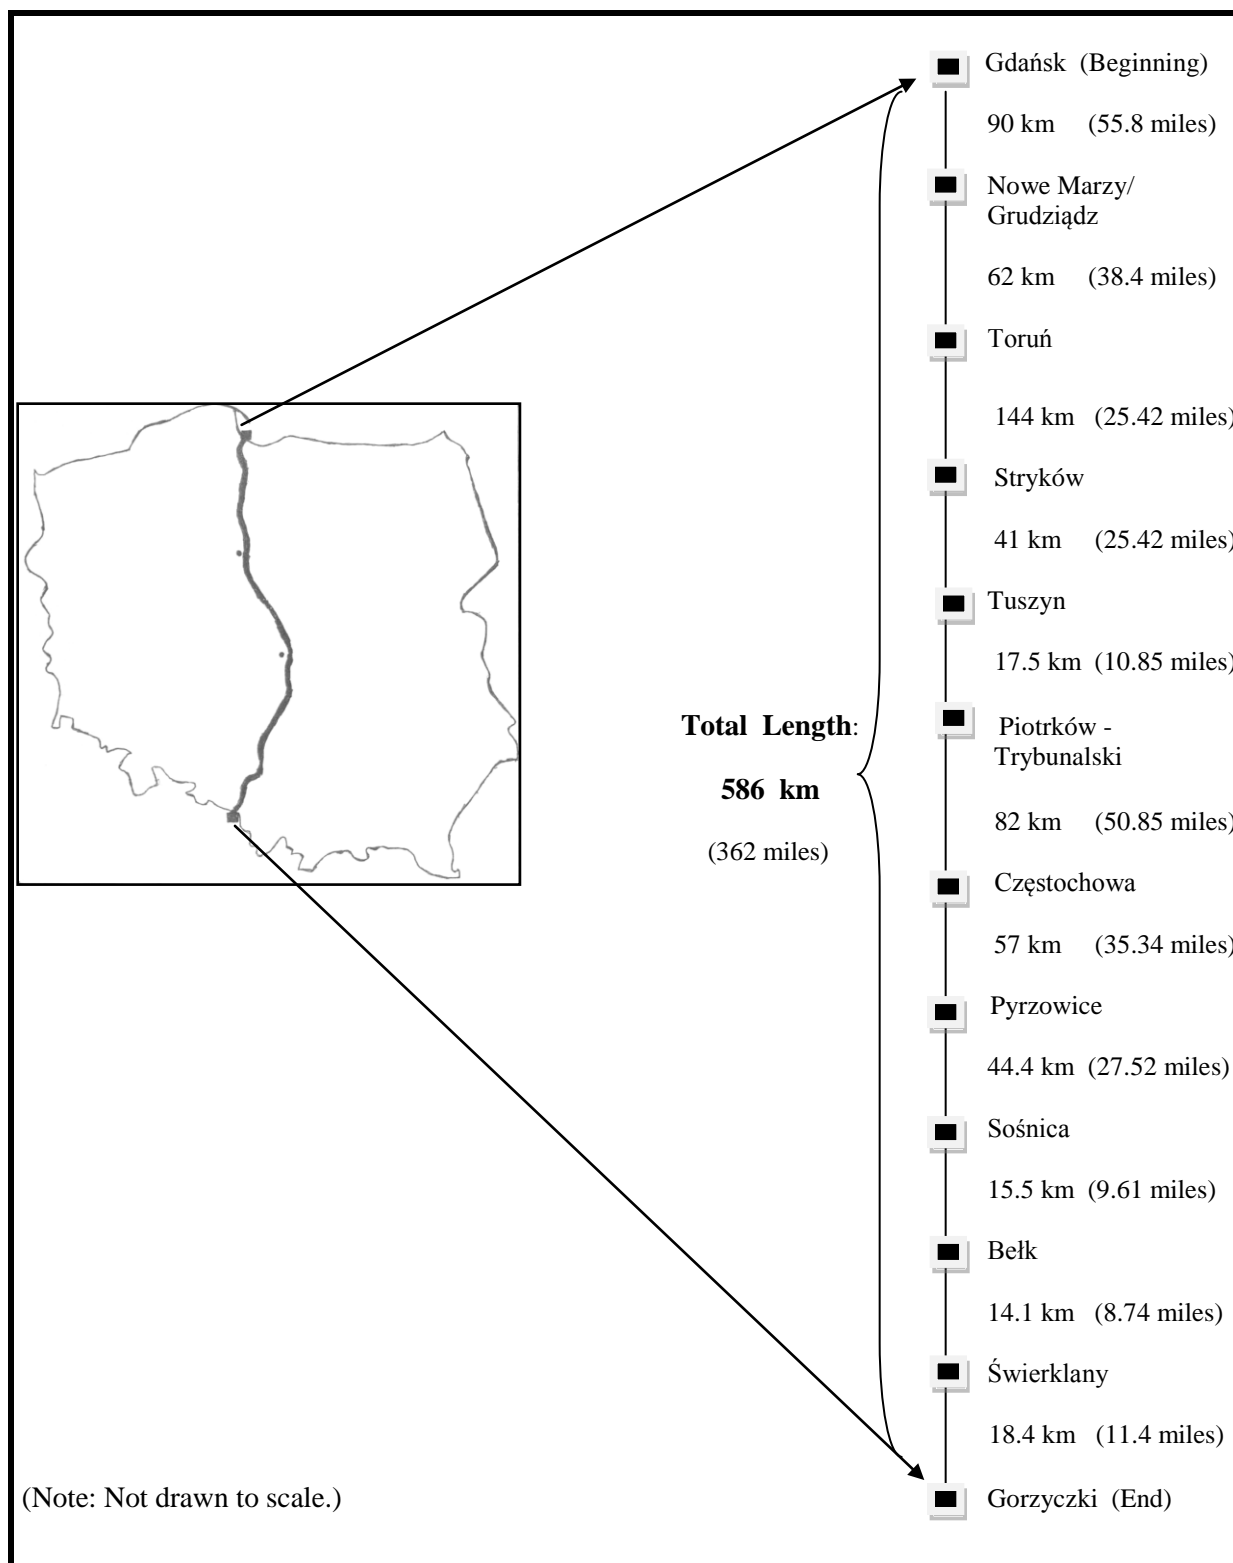 Gdańsk (Beginning)
90 km (55.8 miles)
Nowe Marzy/
Grudziądz
62 km (38.4 miles)
Toruń
144 km (25.42 miles)
Stryków
41 km (25.42 miles)
Tuszyn
17.5 km (10.85 miles)
Piotrków -
Trybunalski
82 km (50.85 miles)
Częstochowa
57 km (35.34 miles)
Pyrzowice
44.4 km (27.52 miles)
Sośnica
15.5 km (9.61 miles)
Bełk
14.1 km (8.74 miles)
Świerklany
18.4 km (11.4 miles)
Gorzyczki (End)
Total Length:
586 km
(362 miles)
(Note: Not drawn to scale.)